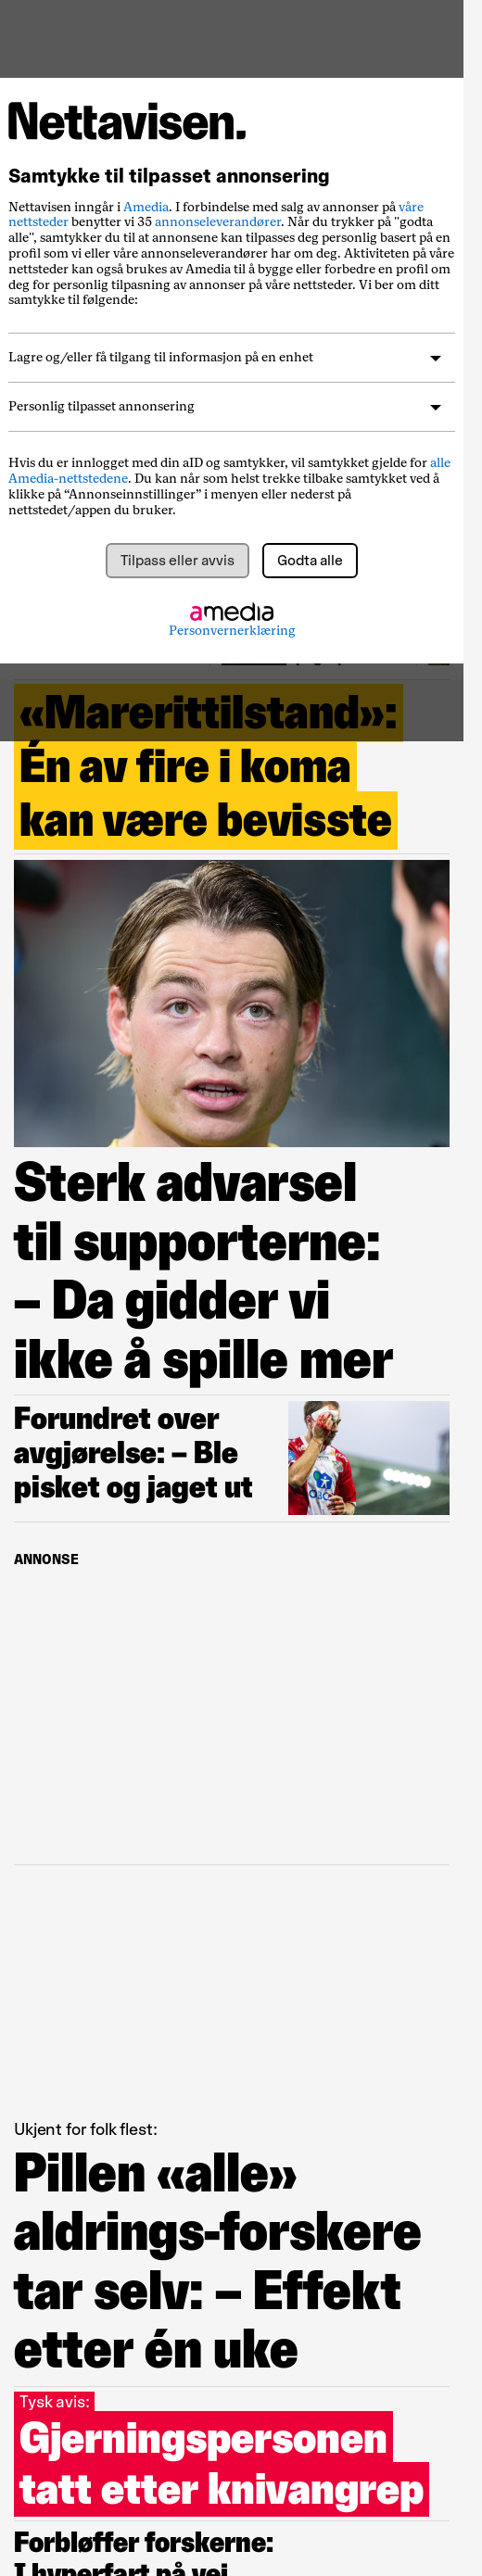 Nettavisen.
Samtykke til tilpasset annonsering
Nettavisen inngår i Amedia. I forbindelse med salg av annonser på våre
nettsteder benytter vi 35 annonseleverandører. Når du trykker på "godta
alle", samtykker du til at annonsene kan tilpasses deg personlig basert på en
profil som vi eller våre annonseleverandører har om deg. Aktiviteten på våre
nettsteder kan også brukes av Amedia til å bygge eller forbedre en profil om
deg for personlig tilpasning av annonser på våre nettsteder. Vi ber om ditt
samtykke til følgende:
Lagre og/eller få tilgang til informasjon på en enhet
Personlig tilpasset annonsering
Hvis du er innlogget med din aID og samtykker, vil samtykket gjelde for alle
Amedia-nettstedene. Du kan når som helst trekke tilbake samtykket ved å
klikke på “Annonseinnstillinger” i menyen eller nederst på
nettstedet/appen du bruker.
Tilpass eller avvis
Godta alle
amedia
Personvernerklæring
«Marerittilstand»:
Én av fire i koma
kan være bevisste
Sterk advarsel
til supporterne:
– Da gidder vi
ikke å spille mer
Forundret over
avgjørelse: – Ble
pisket og jaget ut
OBOS
ANNONSE
Ukjent for folk flest:
Pillen «alle»
aldrings-forskere
tar selv: – Effekt
etter én uke
Tysk avis:
Gjerningspersonen
tatt etter knivangrep
Forbløffer forskerne:
I hyperfart på vei